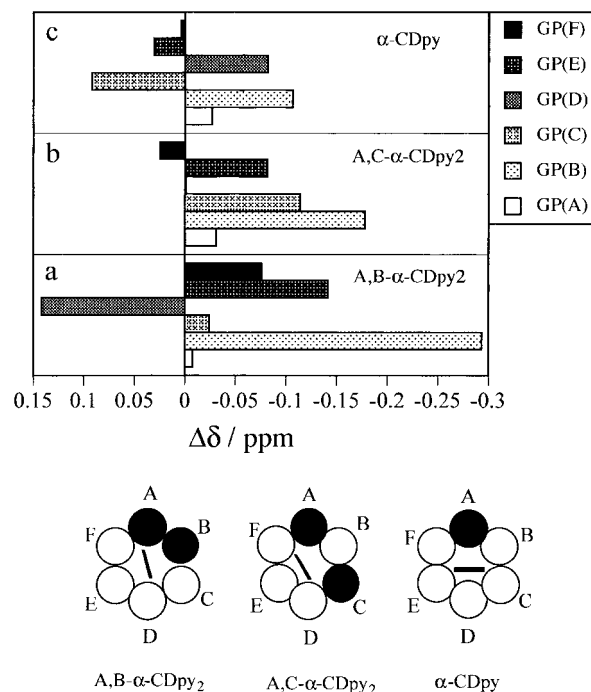 c
α-CDpy
GP(F)
GP(E)
GP(D)
GP(C)
GP(B)
GP(A)
b
A,C-α-CDpy2
a
A,B-α-CDpy2
0.15 0.1 0.05 0 -0.05 -0.1 -0.15 -0.2 -0.25 -0.3
Δδ / ppm
A A A
F B F B F B
E C E C E C
D D D
A,B-α-CDpy₂ A,C-α-CDpy₂ α-CDpy